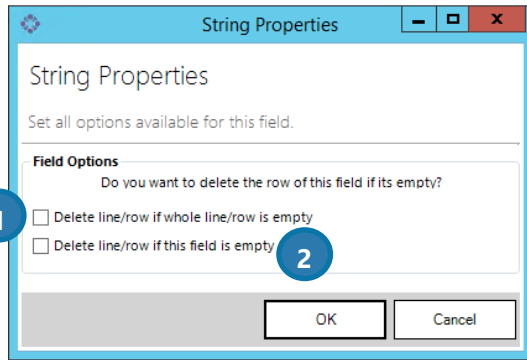 String Properties
String Properties
Set all options available for this field.
Field Options
Do you want to delete the row of this field if its empty?
Delete line/row if whole line/row is empty
Delete line/row if this field is empty
2
OK Cancel